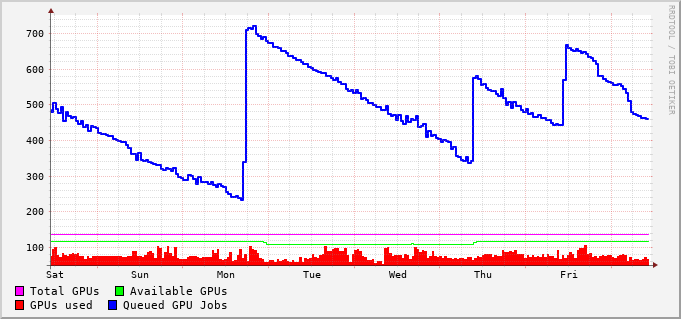 700
600
500
400
300
200
100
Sat Sun Mon Tue Wed Thu Fri
Total GPUs Available GPUs
GPUs used Queued GPU Jobs
RRDTOOL / TOBI OETIKER